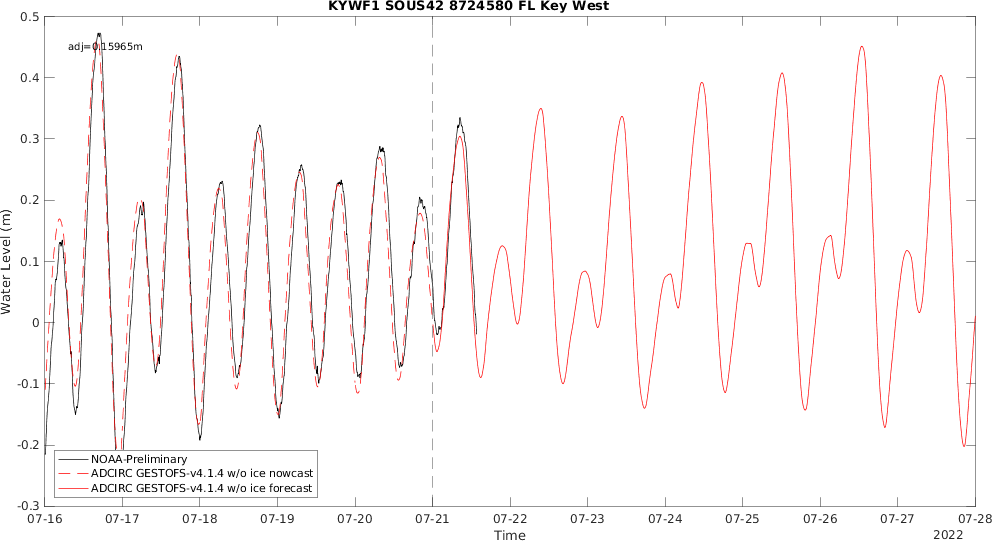 KYWF1 SOUS42 8724580 FL Key West
adj=0.15965m
0.5
0.4
0.3
0.2
0.1
0
-0.1
-0.2
-0.3
Water Level (m)
NOAA-Preliminary
ADCIRC GESTOFS-v4.1.4 w/o ice nowcast
ADCIRC GESTOFS-v4.1.4 w/o ice forecast
07-16 07-17 07-18 07-19 07-20 07-21 07-22 07-23 07-24 07-25 07-26 07-27 07-28
Time
2022